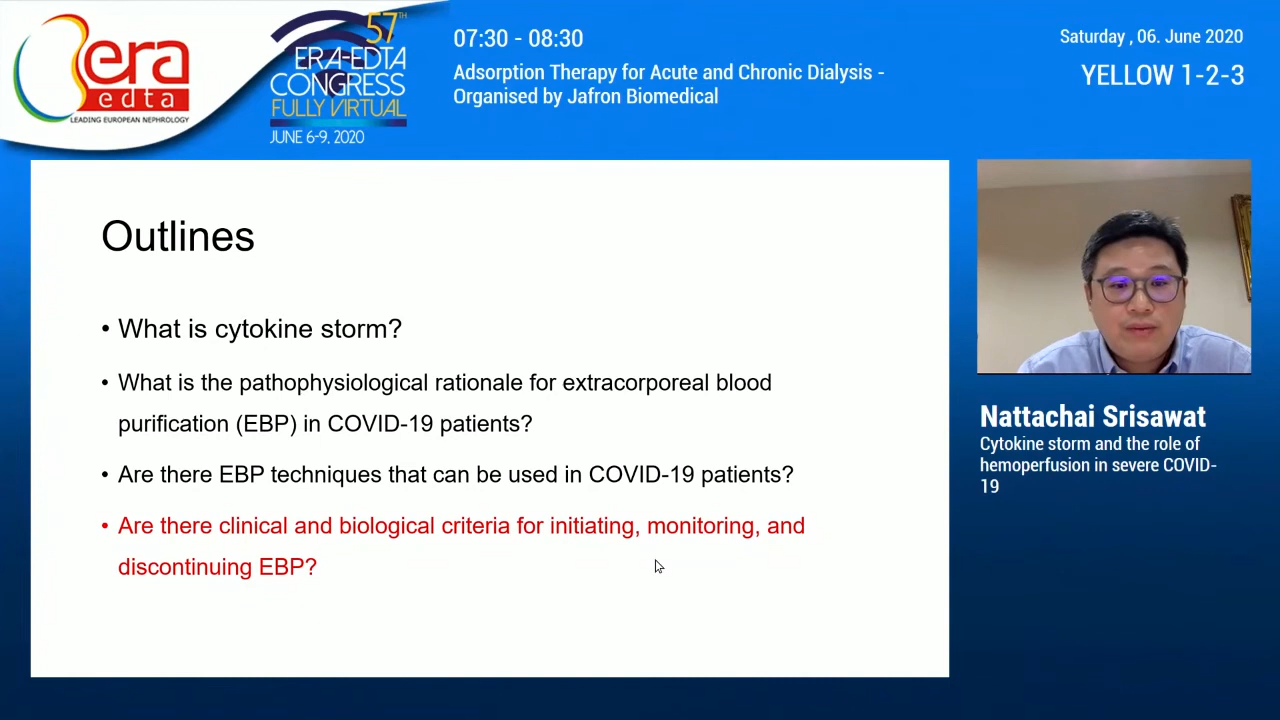 era
edta
LEADING EUROPEAN NEPHROLOGY
57TH
ERA-EDTA
CONGRESS
FULLY VIRTUAL
JUNE 6-9, 2020
07:30 - 08:30
Adsorption Therapy for Acute and Chronic Dialysis -
Organised by Jafron Biomedical
Saturday , 06. June 2020
YELLOW 1-2-3
Outlines
• What is cytokine storm?
• What is the pathophysiological rationale for extracorporeal blood
purification (EBP) in COVID-19 patients?
• Are there EBP techniques that can be used in COVID-19 patients?
• Are there clinical and biological criteria for initiating, monitoring, and
discontinuing EBP?
Nattachai Srisawat
Cytokine storm and the role of
hemoperfusion in severe COVID-
19